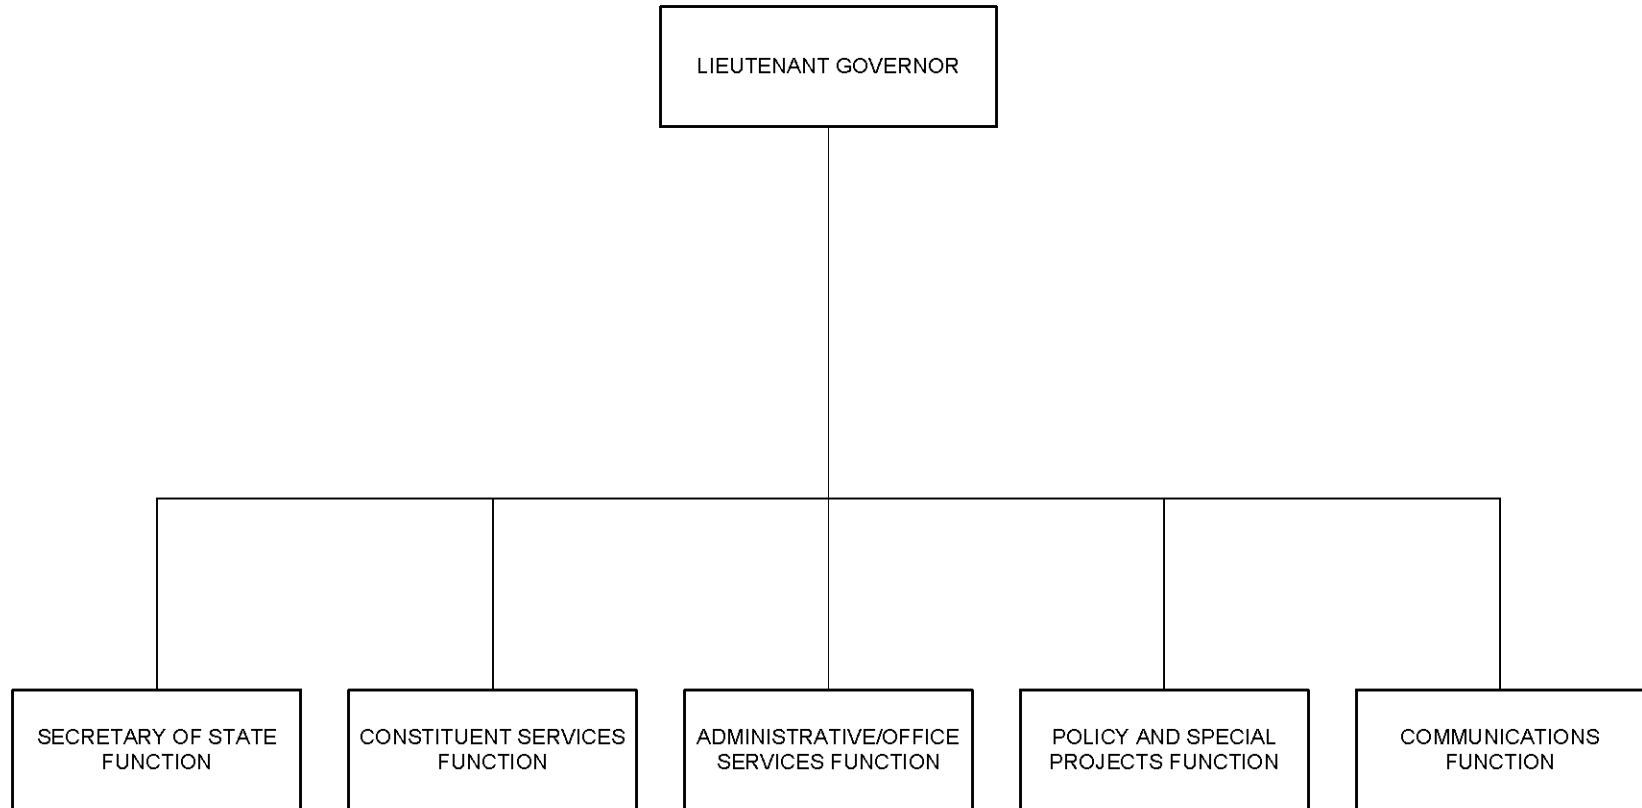 LIEUTENANT GOVERNOR
SECRETARY OF STATE
FUNCTION
CONSTITUENT SERVICES
FUNCTION
ADMINISTRATIVE/OFFICE
SERVICES FUNCTION
POLICY AND SPECIAL
PROJECTS FUNCTION
COMMUNICATIONS
FUNCTION